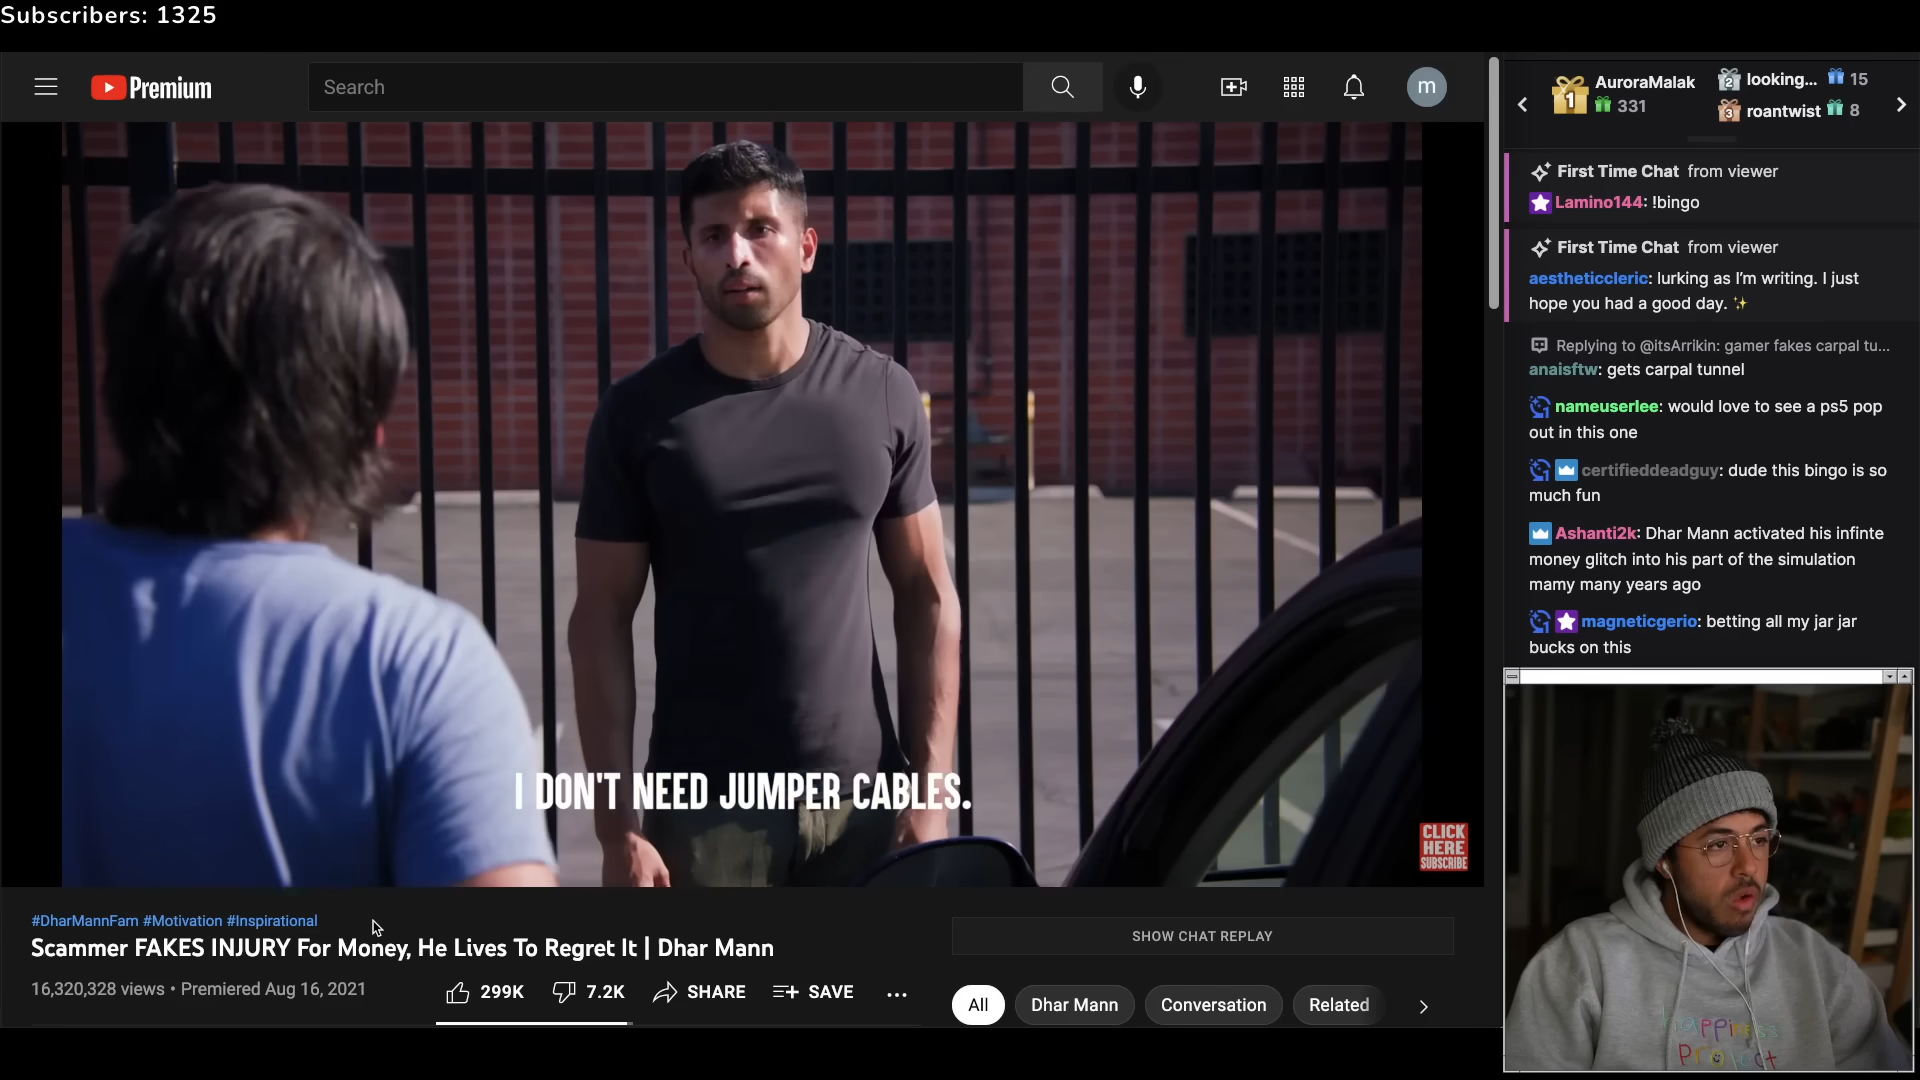 Subscribers: 1325
Premium
Search
m
1
AuroraMalak
331
2
looking...
15
3
roantwist
8
First Time Chat from viewer
Lamino144: !bingo
First Time Chat from viewer
aestheticcleric: lurking as I'm writing. I just
hope you had a good day.
Replying to @itsArrikin: gamer fakes carpal tu...
anaisftw: gets carpal tunnel
nameuserlee: would love to see a ps5 pop
out in this one
certifieddeadguy: dude this bingo is so
much fun
Ashanti2k: Dhar Mann activated his infinte
money glitch into his part of the simulation
mamy many years ago
magneticgerio: betting all my jar jar
bucks on this
I DON'T NEED JUMPER CABLES.
CLICK
HERE
SUBSCRIBE
#DharMannFam #Motivation #Inspirational
Scammer FAKES INJURY For Money, He Lives To Regret It | Dhar Mann
16,320,328 views • Premiered Aug 16, 2021
299K
7.2K
SHARE
SAVE
...
SHOW CHAT REPLAY
All
Dhar Mann
Conversation
Related
happiness
project